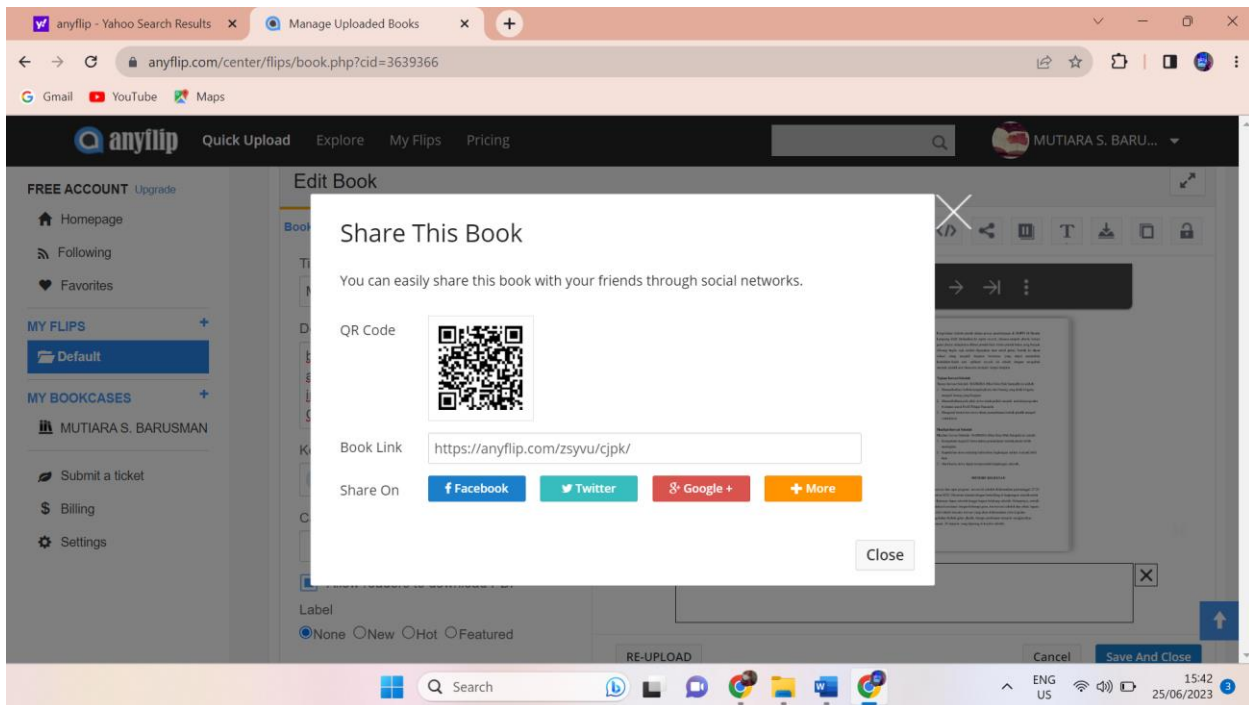 anyflip - Yahoo Search Results
Manage Uploaded Books
anyflip.com/center/flips/book.php?cid=3639366
Gmail YouTube Maps
anyflip Quick Upload Explore My Flips Pricing MUTIARA S. BARU...
FREE ACCOUNT Upgrade
Homepage
Following
Favorites
MY FLIPS +
Default
MY BOOKCASES +
MUTIARA S. BARUSMAN
Submit a ticket
$ Billing
Settings
Edit Book
Share This Book
You can easily share this book with your friends through social networks.
QR Code
Book Link https://anyflip.com/zsyvu/cjpk/
Share On Facebook Twitter Google + More
Close
Label
None New Hot Featured
RE-UPLOAD Cancel Save And Close
Search
ENG
US
15:42
25/06/2023
3